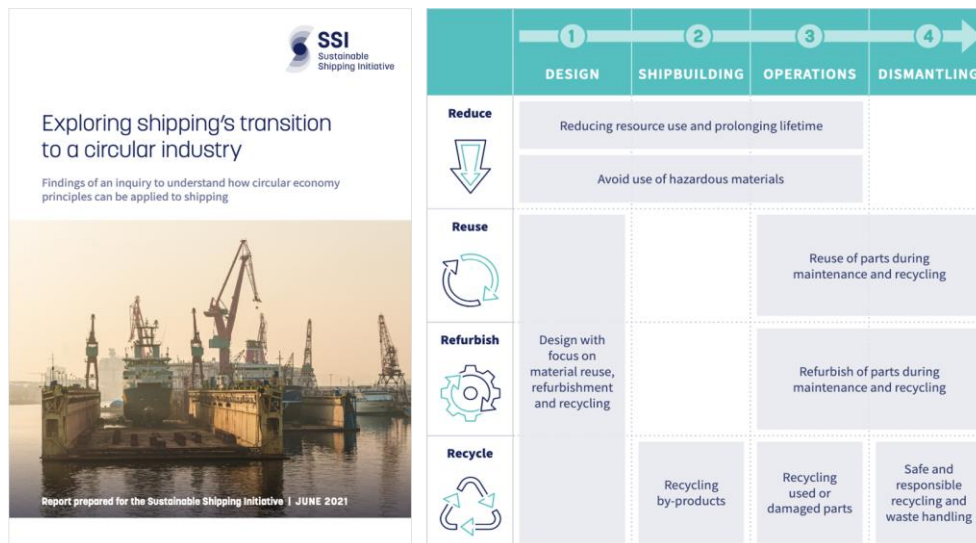 SSI
Sustainable
Shipping Initiative
Exploring shipping's transition
to a circular industry
Findings of an inquiry to understand how circular economy
principles can be applied to shipping
Report prepared for the Sustainable Shipping Initiative | JUNE 2021
1
2
3
4
DESIGN
SHIPBUILDING
OPERATIONS
DISMANTLING
Reduce
Reducing resource use and prolonging lifetime
Avoid use of hazardous materials
Reuse
Reuse of parts during
maintenance and recycling
Refurbish
Design with
focus on
material reuse,
refurbishment
and recycling
Refurbish of parts during
maintenance and recycling
Recycle
Recycling
by-products
Recycling
used or
damaged parts
Safe and
responsible
recycling and
waste handling